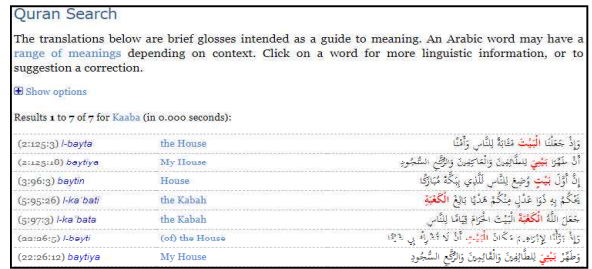 Quran Search
The translations below are brief glosses intended as a guide to meaning. An Arabic word may have a
range of meanings depending on context. Click on a word for more linguistic information, or to
suggestion a correction.
Show options
Results 1 to 7 of 7 for Kaaba (in 0.000 seconds):
(2:125:3) l-bayta the House وَإِذْ جَعَلْنَا الْبَيْتَ مَثَابَةً لِلنَّاسِ وَأَمْنًا
(2:125:18) baytiya My House أَنْ طَهِّرَا بَيْتِيَ لِلطَّائِفِينَ وَالْعَاكِفِينَ وَالرُّكَّعِ السُّجُودِ
(3:96:3) baytin House إِنَّ أَوَّلَ بَيْتٍ وُضِعَ لِلنَّاسِ لَلَّذِي بِبَكَّةَ مُبَارَكًا
(5:95:26) l-kaʿbati the Kabah يَحْكُمُ بِهِ ذَوَا عَدْلٍ مِنْكُمْ هَدْيًا بَالِغَ الْكَعْبَةِ
(5:97:3) l-kaʿbata the Kabah جَعَلَ اللَّهُ الْكَعْبَةَ الْبَيْتَ الْحَرَامَ قِيَامًا لِلنَّاسِ
(22:26:5) l-bayti (of) the House وَإِذْ بَوَّأْنَا لِإِبْرَاهِيمَ مَكَانَ الْبَيْتِ أَنْ لَا تُشْرِكْ بِي شَيْئًا
(22:26:12) baytiya My House وَطَهِّرْ بَيْتِيَ لِلطَّائِفِينَ وَالْقَائِمِينَ وَالرُّكَّعِ السُّجُودِ